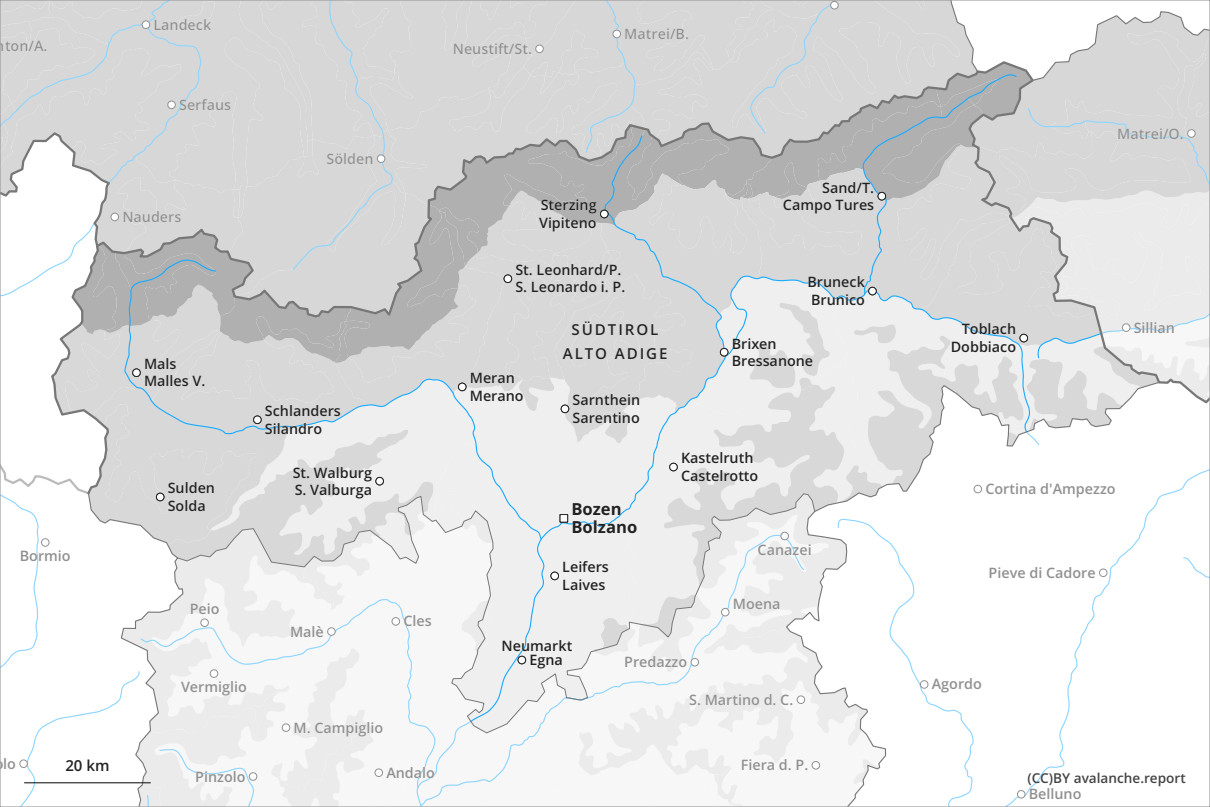 Landeck
nton/A.
Neustift/St.
Matrei/B.
Serfaus
Matrei/O.
Sölden
Nauders
Sand/T.
Campo Tures
Sterzing
Vipiteno
St. Leonhard/P.
S. Leonardo i. P.
Bruneck
Brunico
SÜDTIROL
ALTO ADIGE
Toblach
Dobbiaco
Sillian
Brixen
Bressanone
Mals
Malles V.
Meran
Merano
Sarnthein
Sarentino
Schlanders
Silandro
Kastelruth
Castelrotto
St. Walburg
S. Valburga
Sulden
Solda
Cortina d'Ampezzo
Bozen
Bolzano
Bormio
Canazei
Leifers
Laives
Pieve di Cadore
Peio
Moena
Malè
Cles
Neumarkt
Egna
Predazzo
Vermiglio
Agordo
S. Martino d. C.
M. Campiglio
olo
20 km
Pinzolo
Andalo
Fiera d. P.
(CC)BY avalanche.report
Belluno